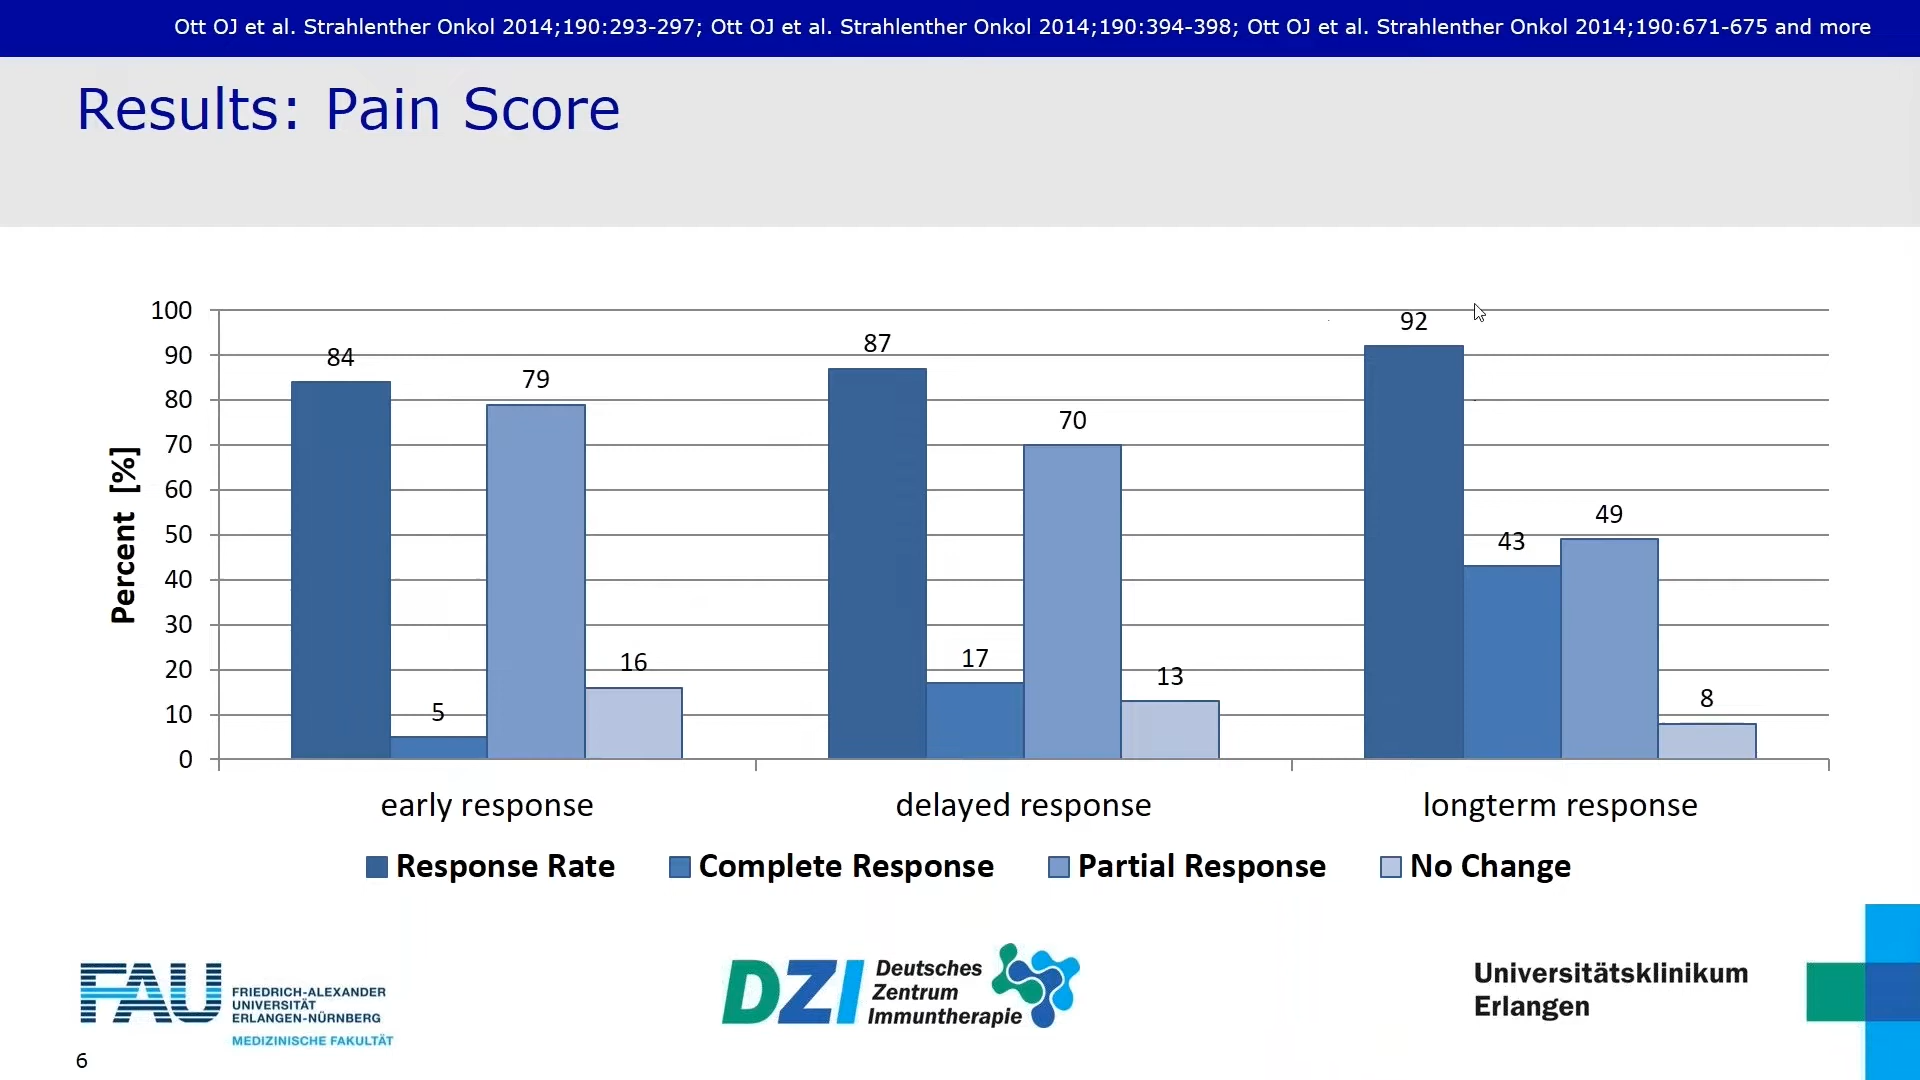 Ott OJ et al. Strahlenther Onkol 2014;190:293-297; Ott OJ et al. Strahlenther Onkol 2014;190:394-398; Ott OJ et al. Strahlenther Onkol 2014;190:671-675 and more
Results: Pain Score
Percent [%]
100
90
80
70
60
50
40
30
20
10
0
84
5
79
16
87
17
70
13
92
43
49
8
early response
delayed response
longterm response
Response Rate
Complete Response
Partial Response
No Change
FAU
FRIEDRICH-ALEXANDER
UNIVERSITÄT
ERLANGEN-NÜRNBERG
MEDIZINISCHE FAKULTÄT
DZI
Deutsches
Zentrum
Immuntherapie
Universitätsklinikum
Erlangen
6